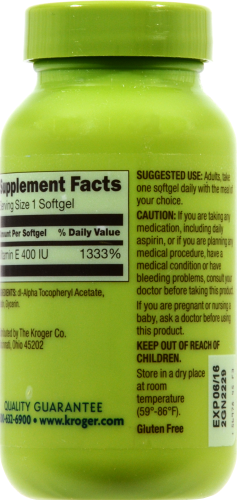 Supplement Facts
Serving Size 1 Softgel
Amount Per Softgel % Daily Value
Vitamin E 400 IU 1333%
INGREDIENTS: dl-Alpha Tocopheryl Acetate,
Glycerin.
Distributed by The Kroger Co.
Cincinnati, Ohio 45202
QUALITY GUARANTEE
800-632-6900 • www.kroger.com
SUGGESTED USE: Adults, take
one softgel daily with the meal of
your choice.
CAUTION: If you are taking any
medication, including daily
aspirin, or if you are planning any
medical procedure, have a
medical condition or have
bleeding problems, consult your
doctor before taking this product.
If you are pregnant or nursing a
baby, ask a doctor before using
this product.
KEEP OUT OF REACH OF
CHILDREN.
Store in a dry place
at room
temperature
(59°-86°F).
Gluten Free
EXP06/16
2GN2229